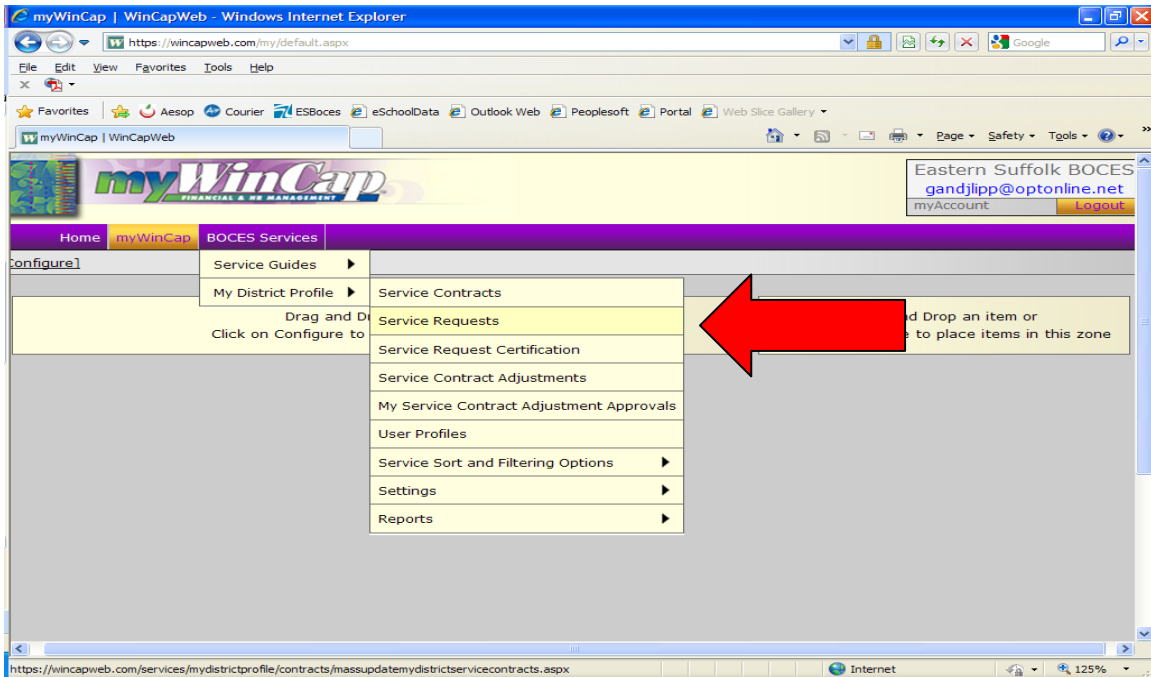 myWinCap | WinCapWeb - Windows Internet Explorer
https://wincapweb.com/my/default.aspx
Google
File Edit View Favorites Tools Help
Favorites Aesop Courier ESBoces eSchoolData Outlook Web Peoplesoft Portal Web Slice Gallery
myWinCap | WinCapWeb
Page Safety Tools
myWinCap
FINANCIAL & HR MANAGEMENT
Eastern Suffolk BOCES
gandjlipp@optonline.net
myAccount Logout
Home myWinCap BOCES Services
Configure]
Service Guides
My District Profile
Service Contracts
Service Requests
Service Request Certification
Service Contract Adjustments
My Service Contract Adjustment Approvals
User Profiles
Service Sort and Filtering Options
Settings
Reports
Drag and D
Click on Configure to
d Drop an item or
e to place items in this zone
https://wincapweb.com/services/mydistrictprofile/contracts/massupdatemydistrictservicecontracts.aspx
Internet
125%